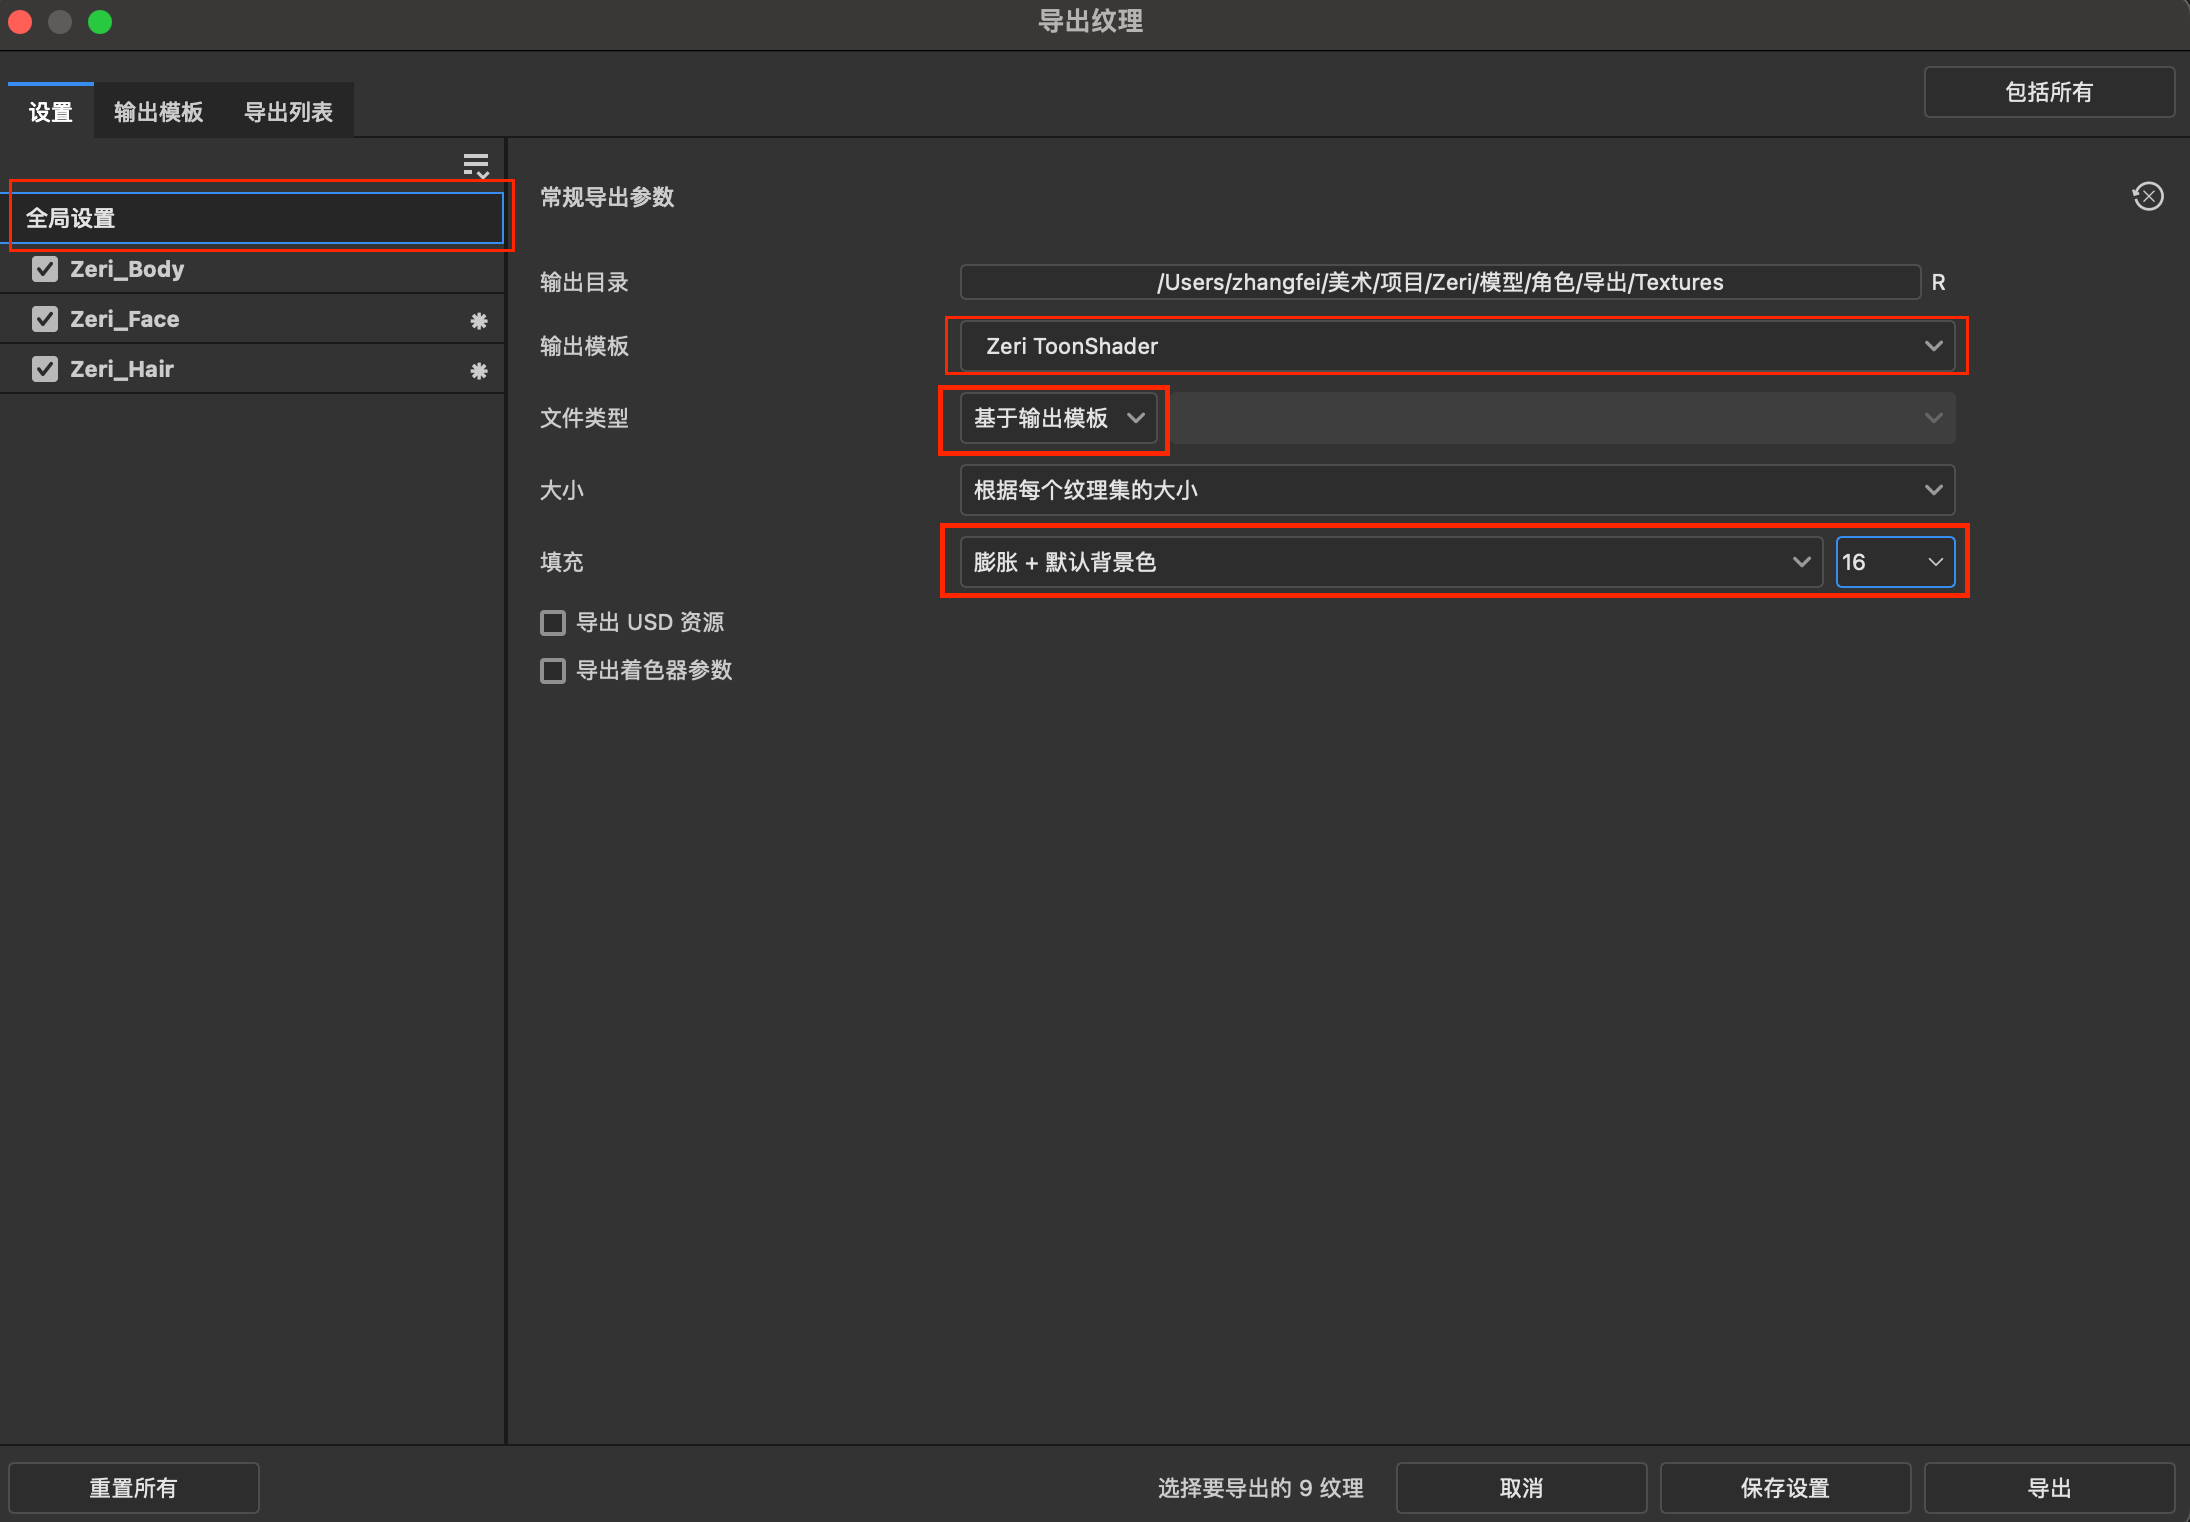 导出纹理
设置 输出模板 导出列表
包括所有
全局设置
Zeri_Body
Zeri_Face
Zeri_Hair
常规导出参数
输出目录 /Users/zhangfei/美术/项目/Zeri/模型/角色/导出/Textures R
输出模板 Zeri ToonShader
文件类型 基于输出模板
大小 根据每个纹理集的大小
填充 膨胀 + 默认背景色 16
导出 USD 资源
导出着色器参数
重置所有 选择要导出的 9 纹理 取消 保存设置 导出